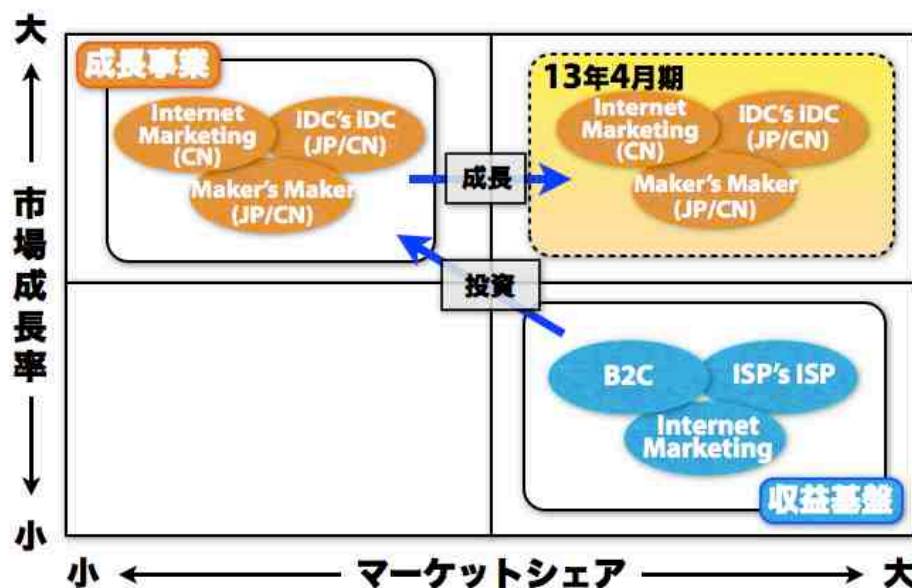 大
市場成長率
小
成長事業
Internet
Marketing
(CN)
iDC's iDC
(JP/CN)
Maker's Maker
(JP/CN)
成長
13年4月期
Internet
Marketing
(CN)
iDC's iDC
(JP/CN)
Maker's Maker
(JP/CN)
投資
B2C
ISP's ISP
Internet
Marketing
収益基盤
小
マーケットシェア
大